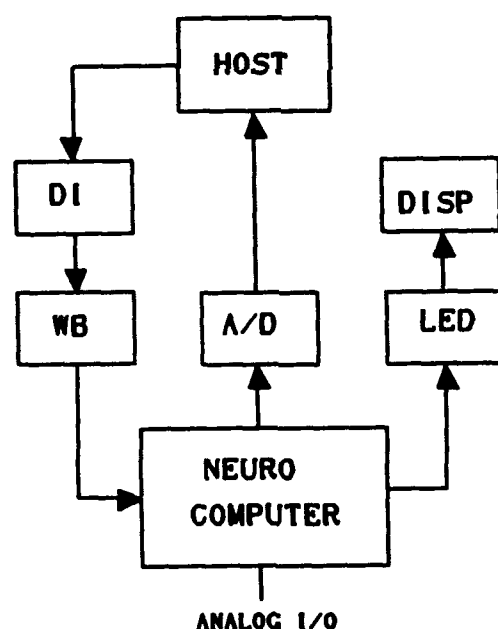 HOST
DI
DISP
WB
A/D
LED
NEURO
COMPUTER
ANALOG I/O